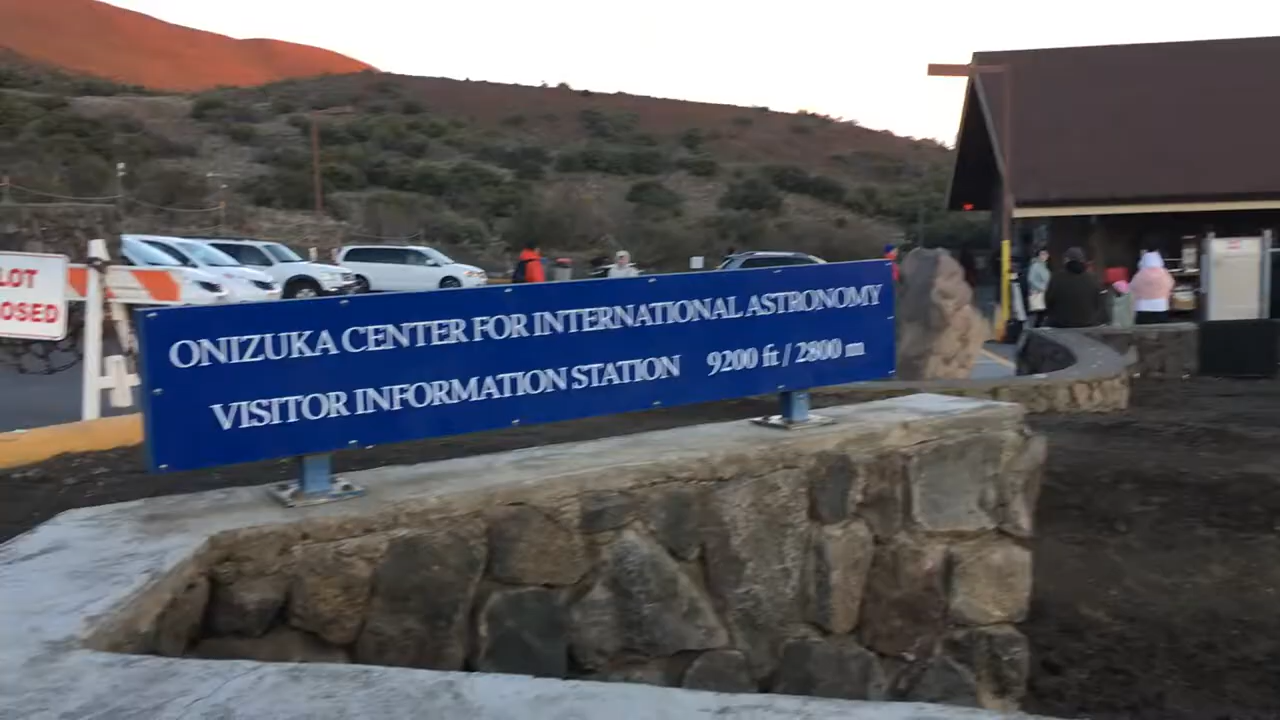 LOT
OSED
ONIZUKA CENTER FOR INTERNATIONAL ASTRONOMY
VISITOR INFORMATION STATION 9200 ft / 2800 m